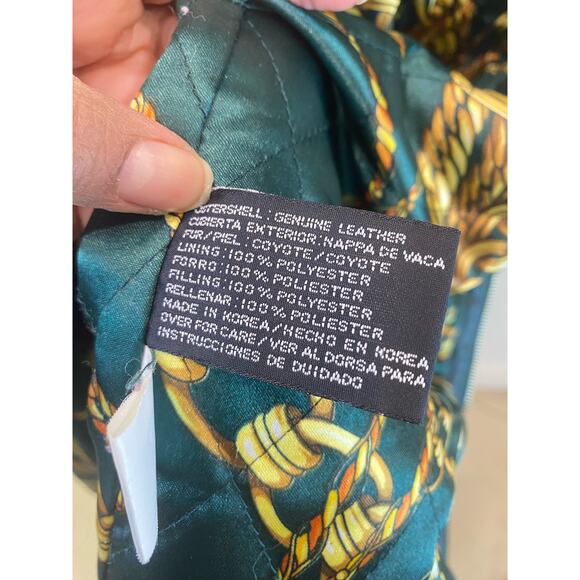 OUTERSHELL: GENUINE LEATHER
CUBIERTA EXTERIOR: NAPPA DE VACA
FUR/PIEL: COYOTE/COYOTE
LINING: 100% POLYESTER
FORRO: 100% POLIESTER
FILLING: 100% POLYESTER
RELLENAR: 100% POLIESTER
MADE IN KOREA/HECHO EN KOREA
OVER FOR CARE/VER AL DORSA PARA
INSTRUCCIONES DE DUIDADO